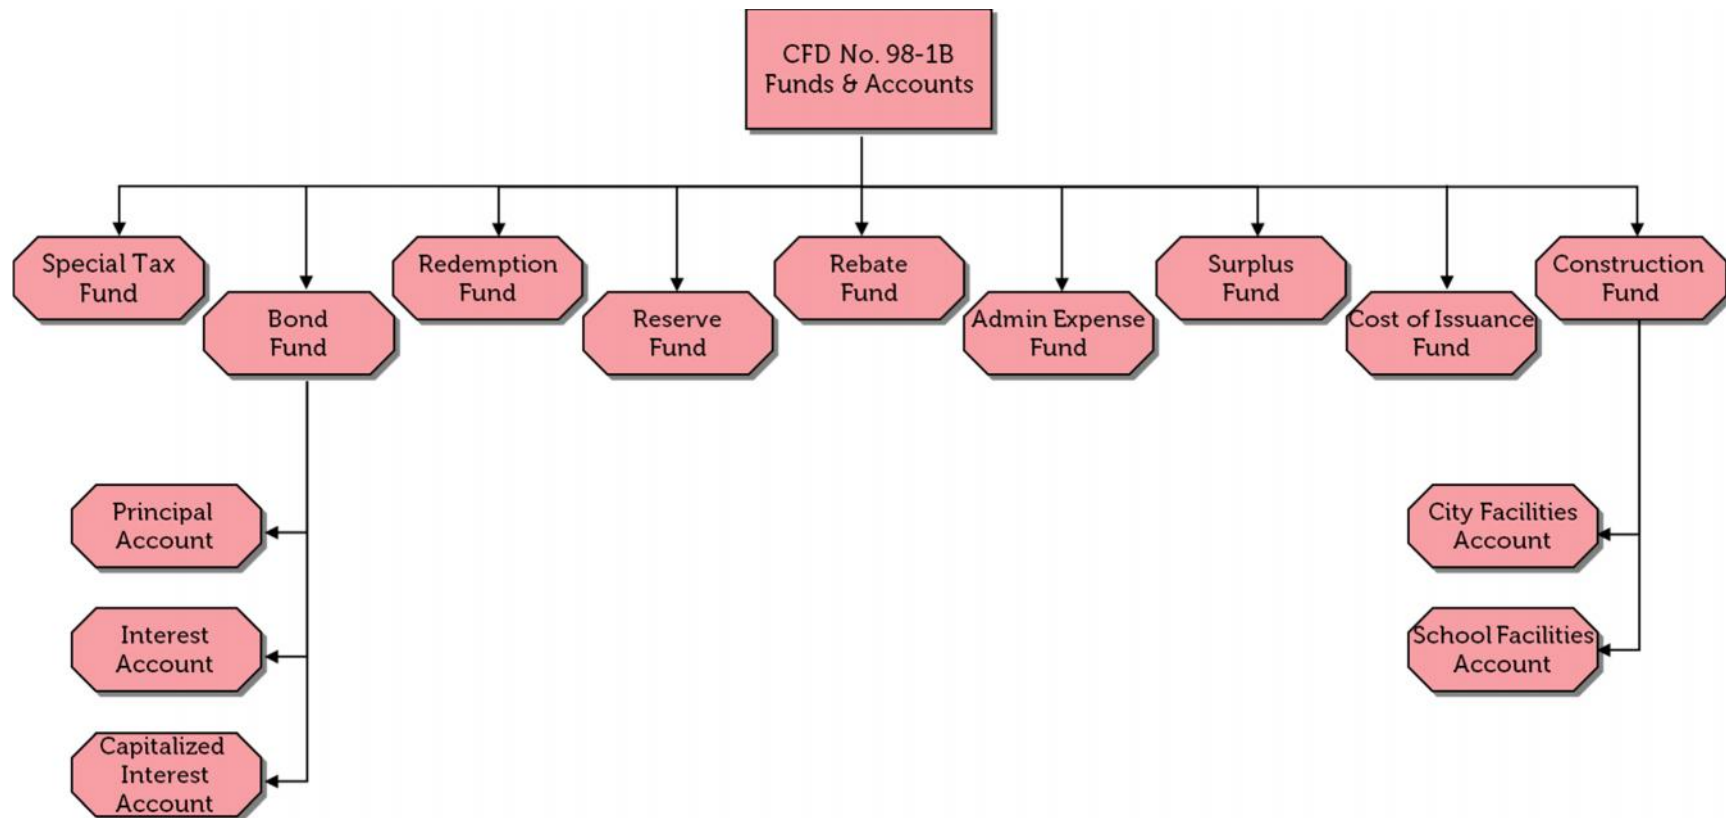 CFD No. 98-1B
Funds & Accounts
Special Tax
Fund
Bond
Fund
Redemption
Fund
Reserve
Fund
Rebate
Fund
Admin Expense
Fund
Surplus
Fund
Cost of Issuance
Fund
Construction
Fund
Principal
Account
Interest
Account
Capitalized
Interest
Account
City Facilities
Account
School Facilities
Account